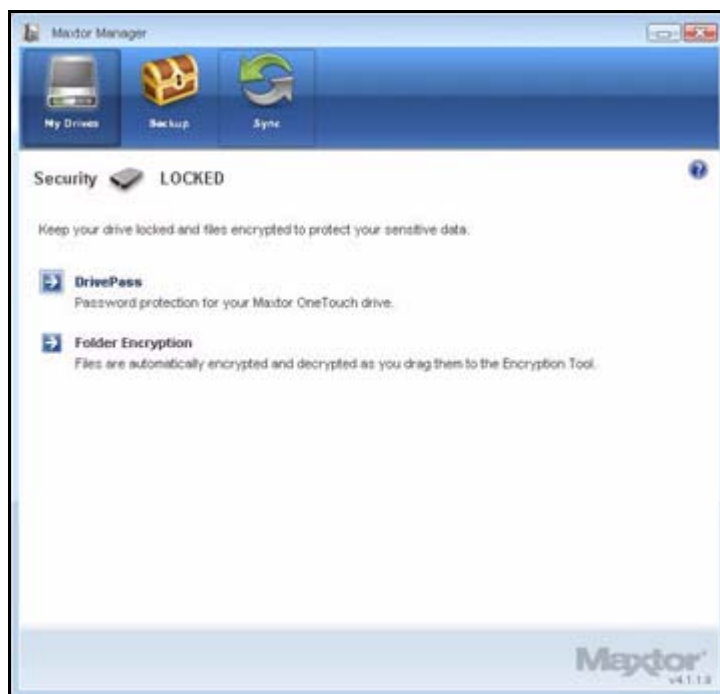 Maxtor Manager
My Drives Backup Sync
Security LOCKED
Keep your drive locked and files encrypted to protect your sensitive data.
DrivePass
Password protection for your Maxtor OneTouch drive.
Folder Encryption
Files are automatically encrypted and decrypted as you drag them to the Encryption Tool.
Maxtor